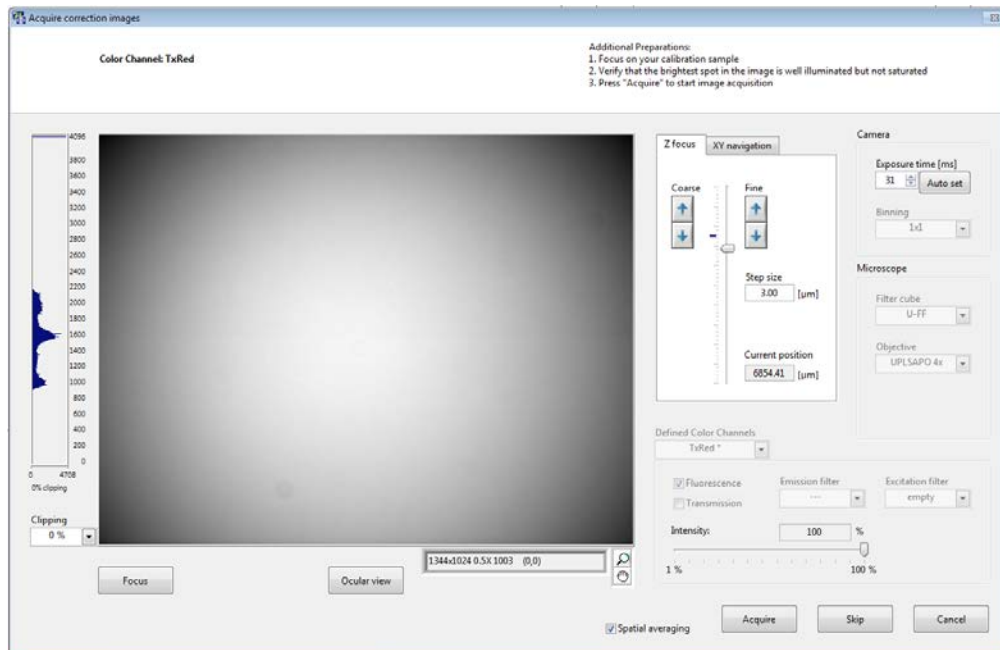 Acquire correction images
Color Channel: TxRed
Additional Preparations:
1. Focus on your calibration sample
2. Verify that the brightest spot in the image is well illuminated but not saturated
3. Press "Acquire" to start image acquisition
4096
3800
3600
3400
3200
3000
2800
2600
2400
2200
2000
1800
1600
1400
1200
1000
800
600
400
200
0
0 4708
0% clipping
Clipping
0 %
Focus
Ocular view
1344x1024 0.5X 1003 (0,0)
Z focus XY navigation
Coarse Fine
Step size
3.00 [µm]
Current position
6854.41 [µm]
Camera
Exposure time [ms]
31 Auto set
Binning
1x1
Microscope
Filter cube
U-FF
Objective
UPLSAPO 4x
Defined Color Channels
TxRed *
Fluorescence
Transmission
Emission filter
---
Excitation filter
empty
Intensity: 100 %
1 % 100 %
Spatial averaging
Acquire Skip Cancel